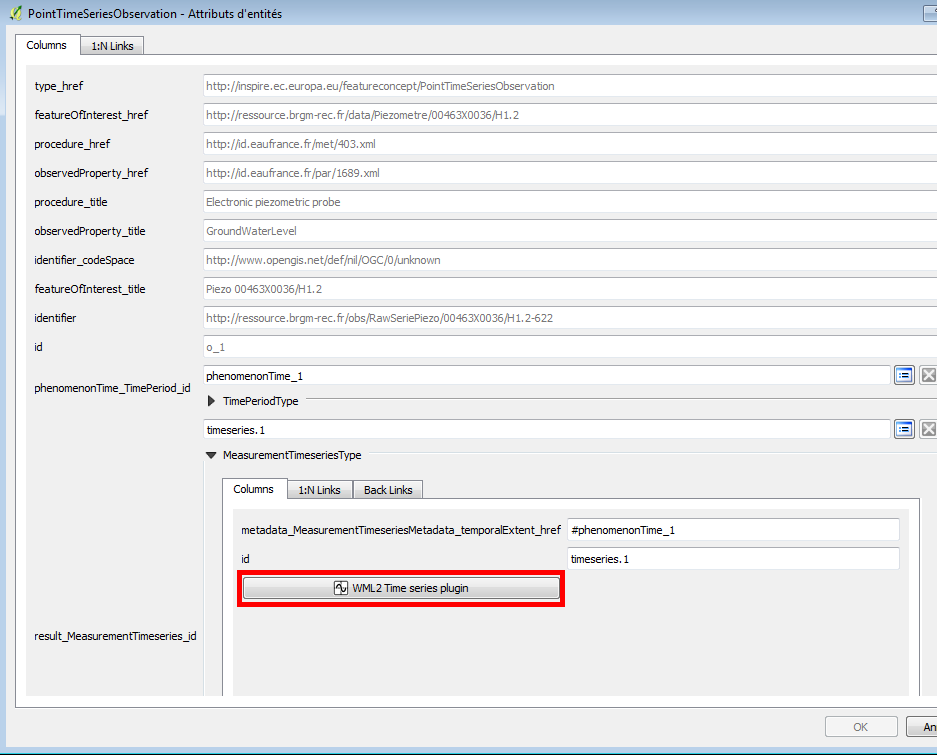 PointTimeSeriesObservation - Attributs d'entités
Columns 1:N Links
type_href http://inspire.ec.europa.eu/featureconcept/PointTimeSeriesObservation
featureOfInterest_href http://ressource.brgm-rec.fr/data/Piezometre/00463X0036/H1.2
procedure_href http://id.eaufrance.fr/met/403.xml
observedProperty_href http://id.eaufrance.fr/par/1689.xml
procedure_title Electronic piezometric probe
observedProperty_title GroundWaterLevel
identifier_codeSpace http://www.opengis.net/def/nil/OGC/0/unknown
featureOfInterest_title Piezo 00463X0036/H1.2
identifier http://ressource.brgm-rec.fr/obs/RawSeriePiezo/00463X0036/H1.2-622
id o_1
phenomenonTime_1
phenomenonTime_TimePeriod_id
TimePeriodType
timeseries.1
MeasurementTimeseriesType
Columns 1:N Links Back Links
metadata_MeasurementTimeseriesMetadata_temporalExtent_href #phenomenonTime_1
id timeseries.1
WML2 Time series plugin
result_MeasurementTimeseries_id
OK An